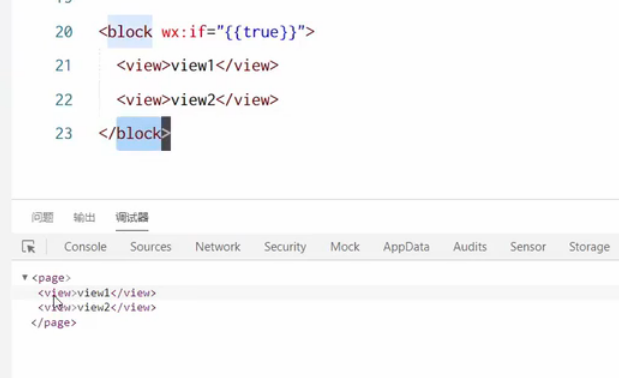 20 <block wx:if="{{true}}">
21 <view>view1</view>
22 <view>view2</view>
23 </block>
问题 输出 调试器
Console Sources Network Security Mock AppData Audits Sensor Storage
▼<page>
<view>view1</view>
<view>view2</view>
</page>